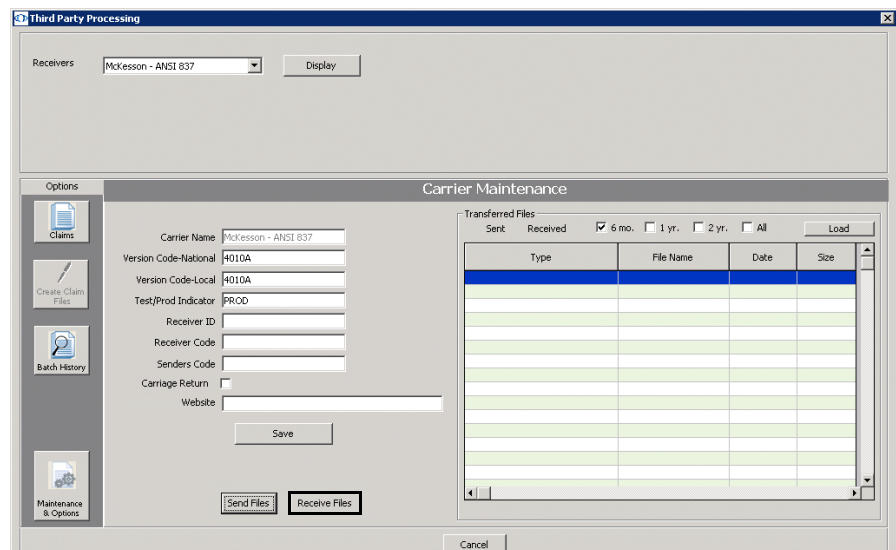 Third Party Processing
Receivers McKesson - ANSI 837 Display
Options
Carrier Maintenance
Claims
Create Claim
Files
Batch History
Maintenance
& Options
Carrier Name McKesson - ANSI 837
Version Code-National 4010A
Version Code-Local 4010A
Test/Prod Indicator PROD
Receiver ID
Receiver Code
Senders Code
Carriage Return
Website
Save
Send Files Receive Files
Transferred Files
Sent Received 6 mo. 1 yr. 2 yr. All Load
Type File Name Date Size
Cancel